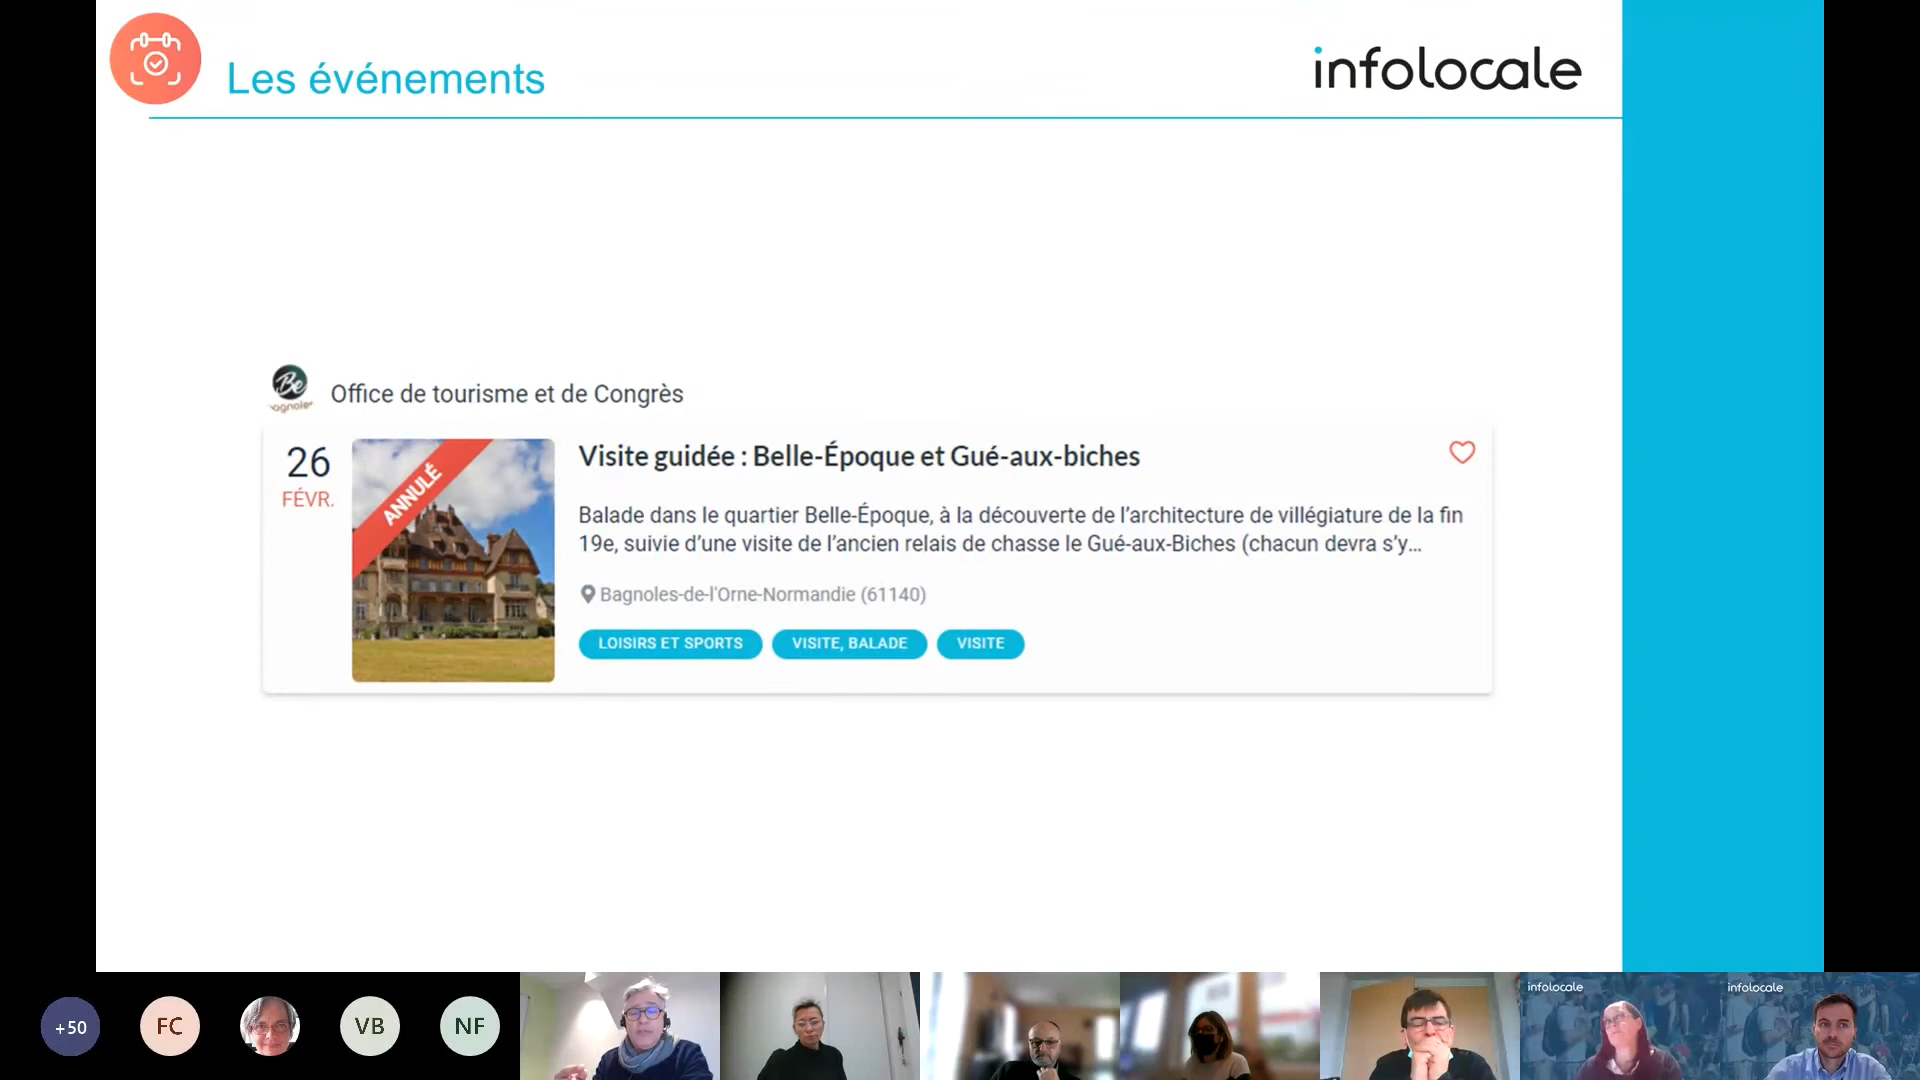 Les événements
infolocale
Be
Office de tourisme et de Congrès
26
FÉVR.
ANNULÉ
Visite guidée : Belle-Époque et Gué-aux-biches
Balade dans le quartier Belle-Époque, à la découverte de l'architecture de villégiature de la fin
19e, suivie d'une visite de l'ancien relais de chasse le Gué-aux-Biches (chacun devra s'y...
Bagnoles-de-l'Orne-Normandie (61140)
LOISIRS ET SPORTS
VISITE, BALADE
VISITE
+50
FC
VB
NF
infolocale
infolocale